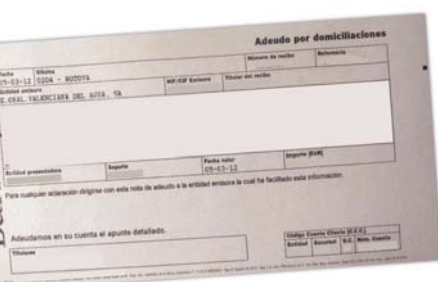 Adeudo por domiciliaciones
Fecha Oficina Número de recibo Referencia
05-03-12 0204 - ROTOVA
Entidad emisora NIF/CIF Emisora Titular del recibo
E.GRAL. VALENCIANA DEL AGUA, SA
Entidad presentadora Importe Fecha valor Importe [EUR]
05-03-12
Para cualquier aclaración dirigirse con esta nota de adeudo a la entidad emisora la cual ha facilitado esta información.
Adeudamos en su cuenta el apunte detallado.
Titulares
Código Cuenta Cliente [C.C.C.]
Entidad Sucursal D.C. Núm. Cuenta